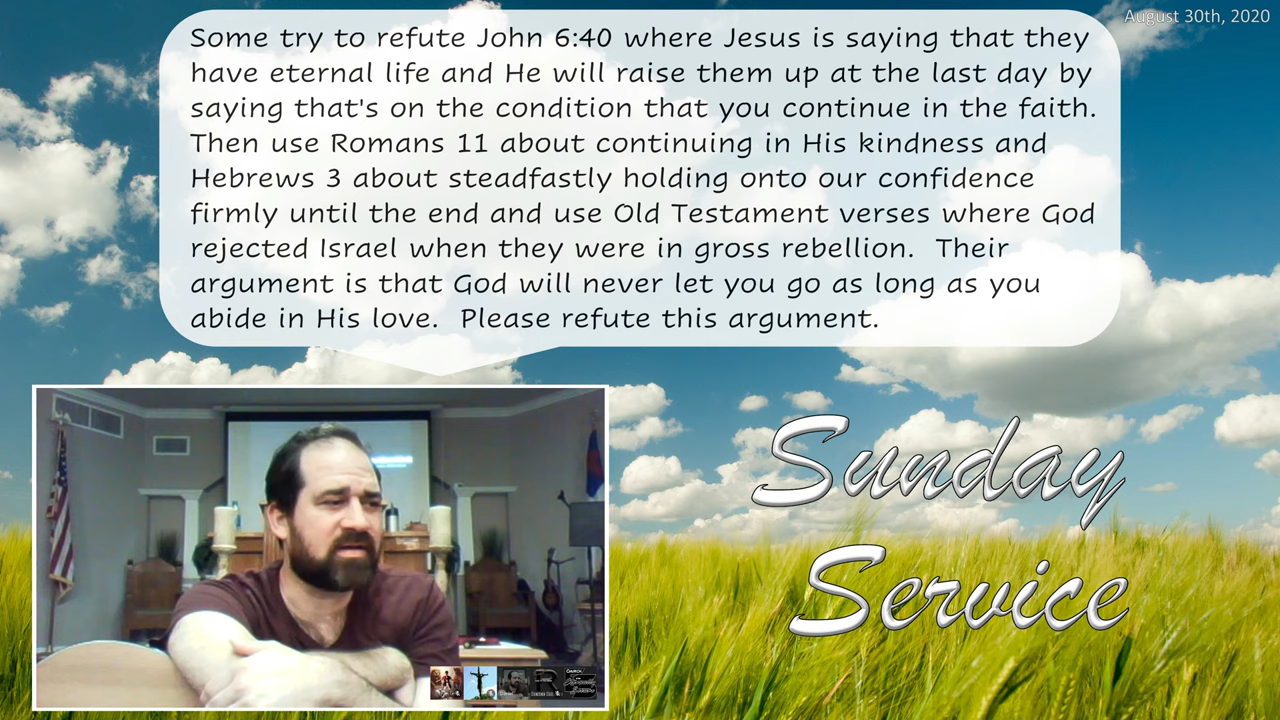 August 30th, 2020
Some try to refute John 6:40 where Jesus is saying that they
have eternal life and He will raise them up at the last day by
saying that's on the condition that you continue in the faith.
Then use Romans 11 about continuing in His kindness and
Hebrews 3 about steadfastly holding onto our confidence
firmly until the end and use Old Testament verses where God
rejected Israel when they were in gross rebellion.  Their
argument is that God will never let you go as long as you
abide in His love.  Please refute this argument.
Sunday
Service